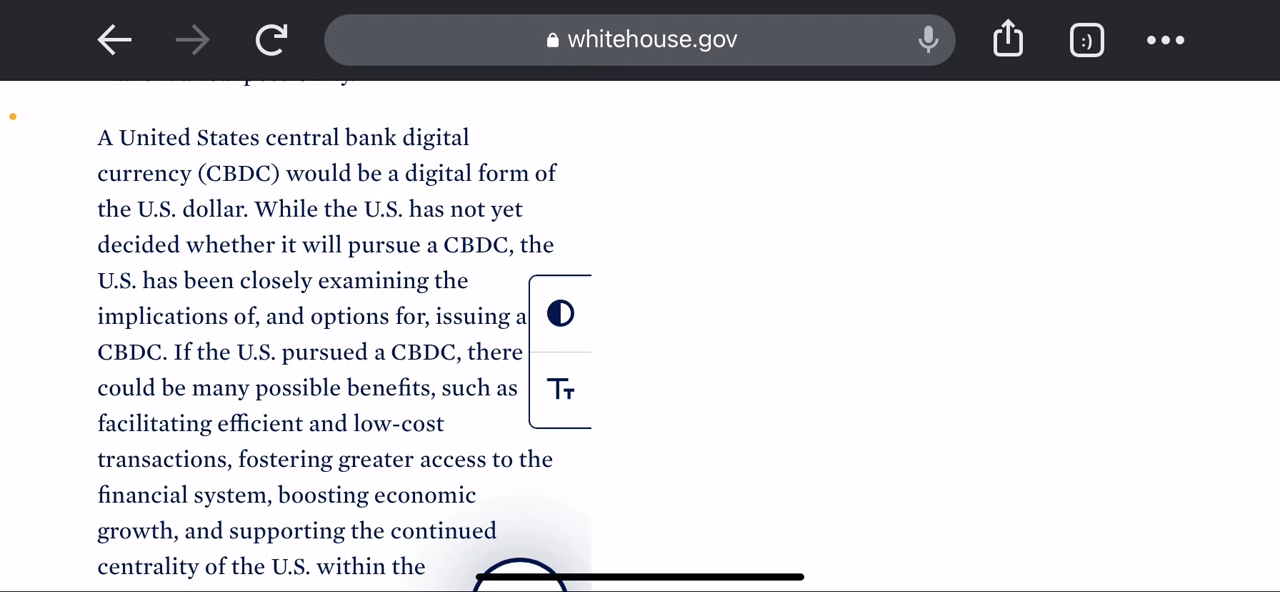 :)
whitehouse.gov
A United States central bank digital
currency (CBDC) would be a digital form of
the U.S. dollar. While the U.S. has not yet
decided whether it will pursue a CBDC, the
U.S. has been closely examining the
implications of, and options for, issuing a
CBDC. If the U.S. pursued a CBDC, there
could be many possible benefits, such as
facilitating efficient and low-cost
transactions, fostering greater access to the
financial system, boosting economic
growth, and supporting the continued
centrality of the U.S. within the
TT